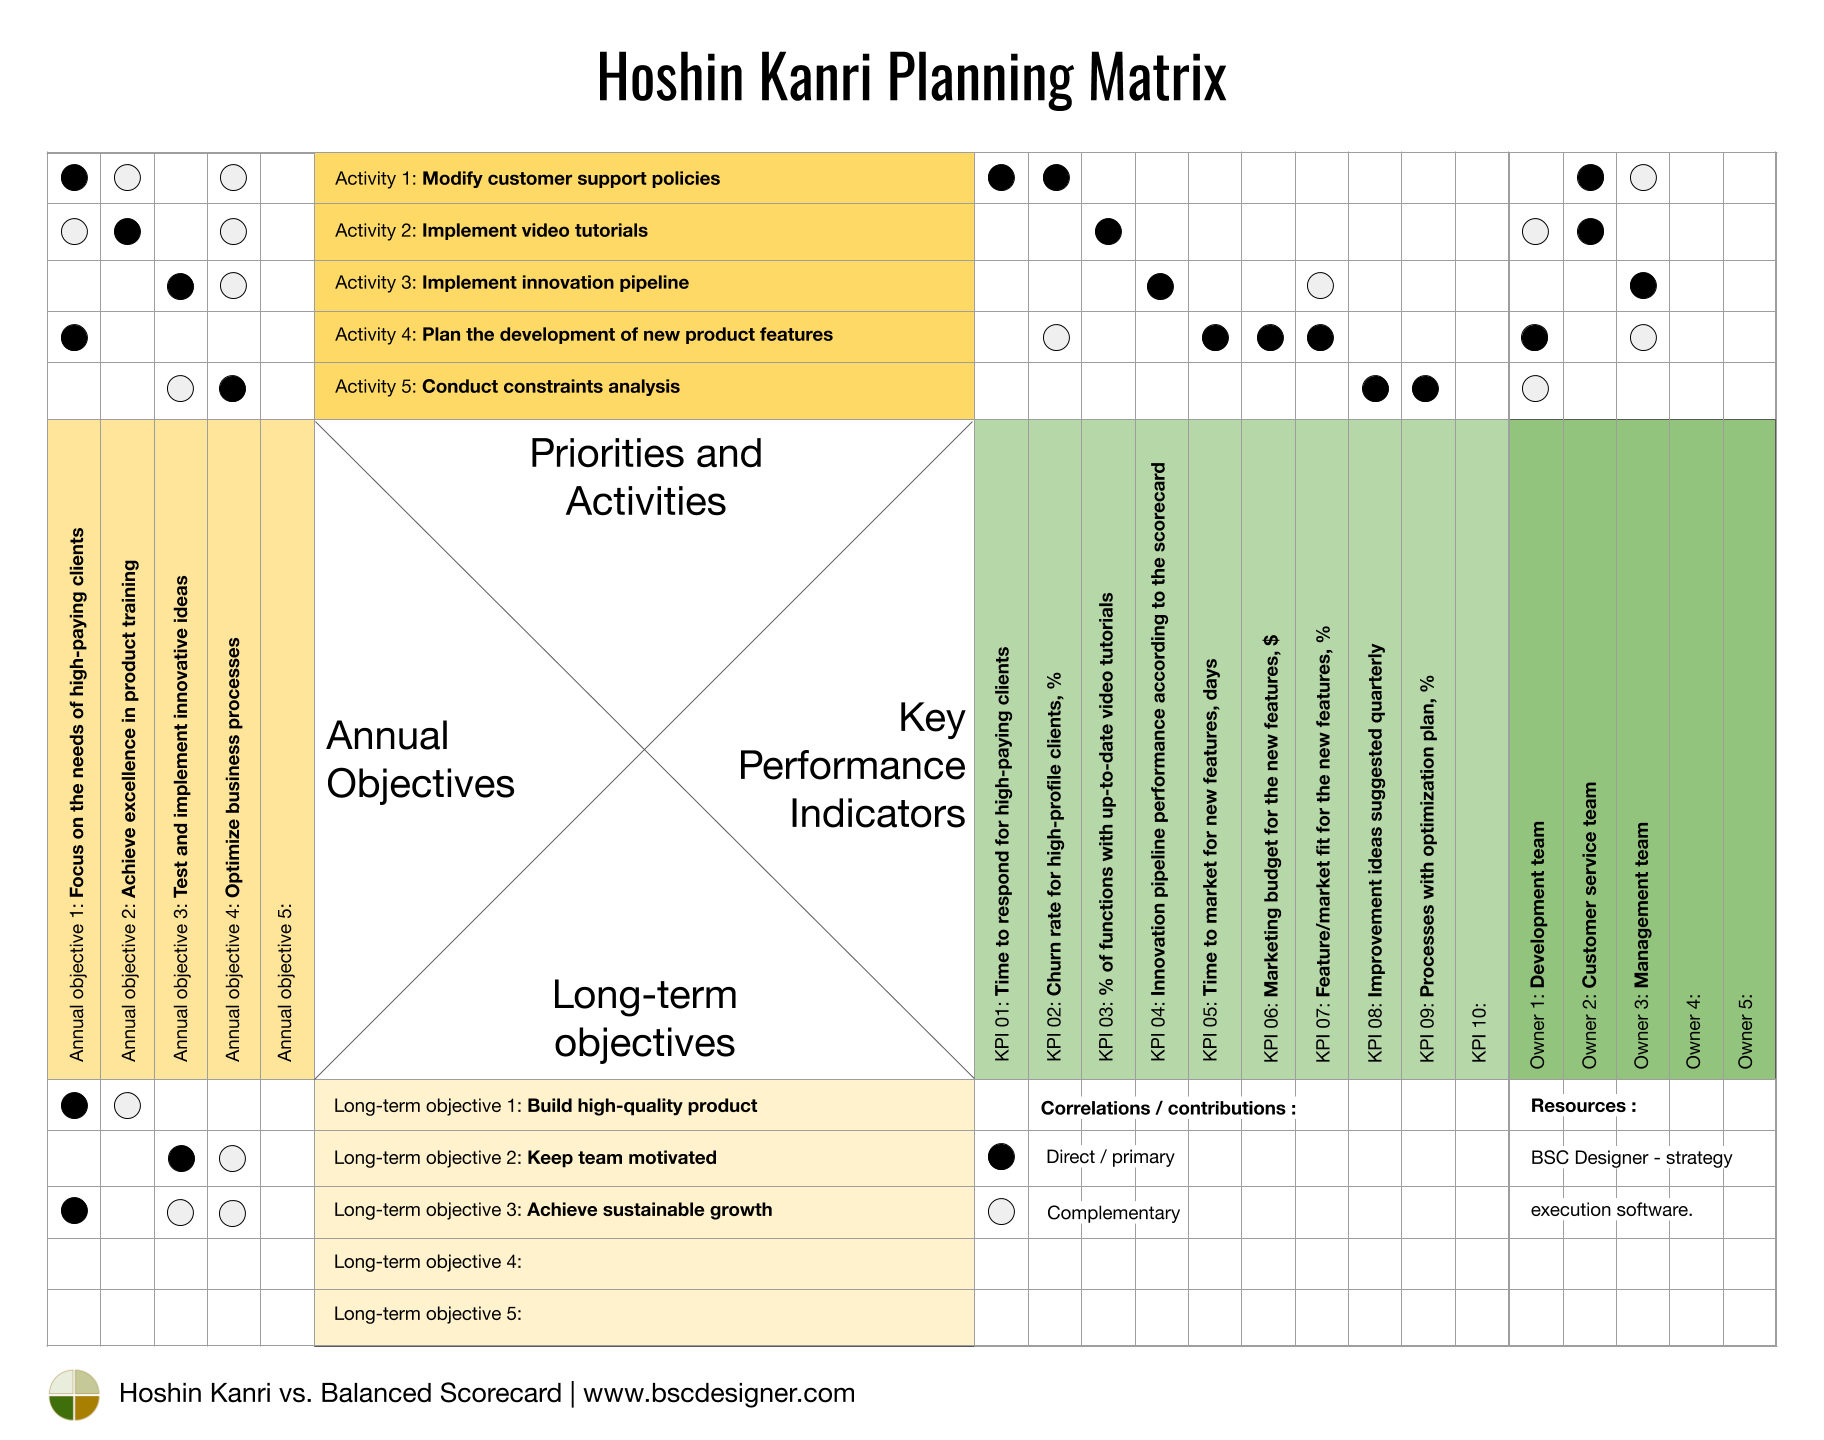 Hoshin Kanri Planning Matrix
Activity 1: Modify customer support policies
Activity 2: Implement video tutorials
Activity 3: Implement innovation pipeline
Activity 4: Plan the development of new product features
Activity 5: Conduct constraints analysis
Annual objective 1: Focus on the needs of high-paying clients
Annual objective 2: Achieve excellence in product training
Annual objective 3: Test and implement innovative ideas
Annual objective 4: Optimize business processes
Annual objective 5:
Priorities and
Activities
Annual
Objectives
Key
Performance
Indicators
Long-term
objectives
KPI 01: Time to respond for high-paying clients
KPI 02: Churn rate for high-profile clients, %
KPI 03: % of functions with up-to-date video tutorials
KPI 04: Innovation pipeline performance according to the scorecard
KPI 05: Time to market for new features, days
KPI 06: Marketing budget for the new features, $
KPI 07: Feature/market fit for the new features, %
KPI 08: Improvement ideas suggested quarterly
KPI 09: Processes with optimization plan, %
KPI 10:
Owner 1: Development team
Owner 2: Customer service team
Owner 3: Management team
Owner 4:
Owner 5:
Long-term objective 1: Build high-quality product
Long-term objective 2: Keep team motivated
Long-term objective 3: Achieve sustainable growth
Long-term objective 4:
Long-term objective 5:
Correlations / contributions :
Direct / primary
Complementary
Resources :
BSC Designer - strategy
execution software.
Hoshin Kanri vs. Balanced Scorecard | www.bscdesigner.com